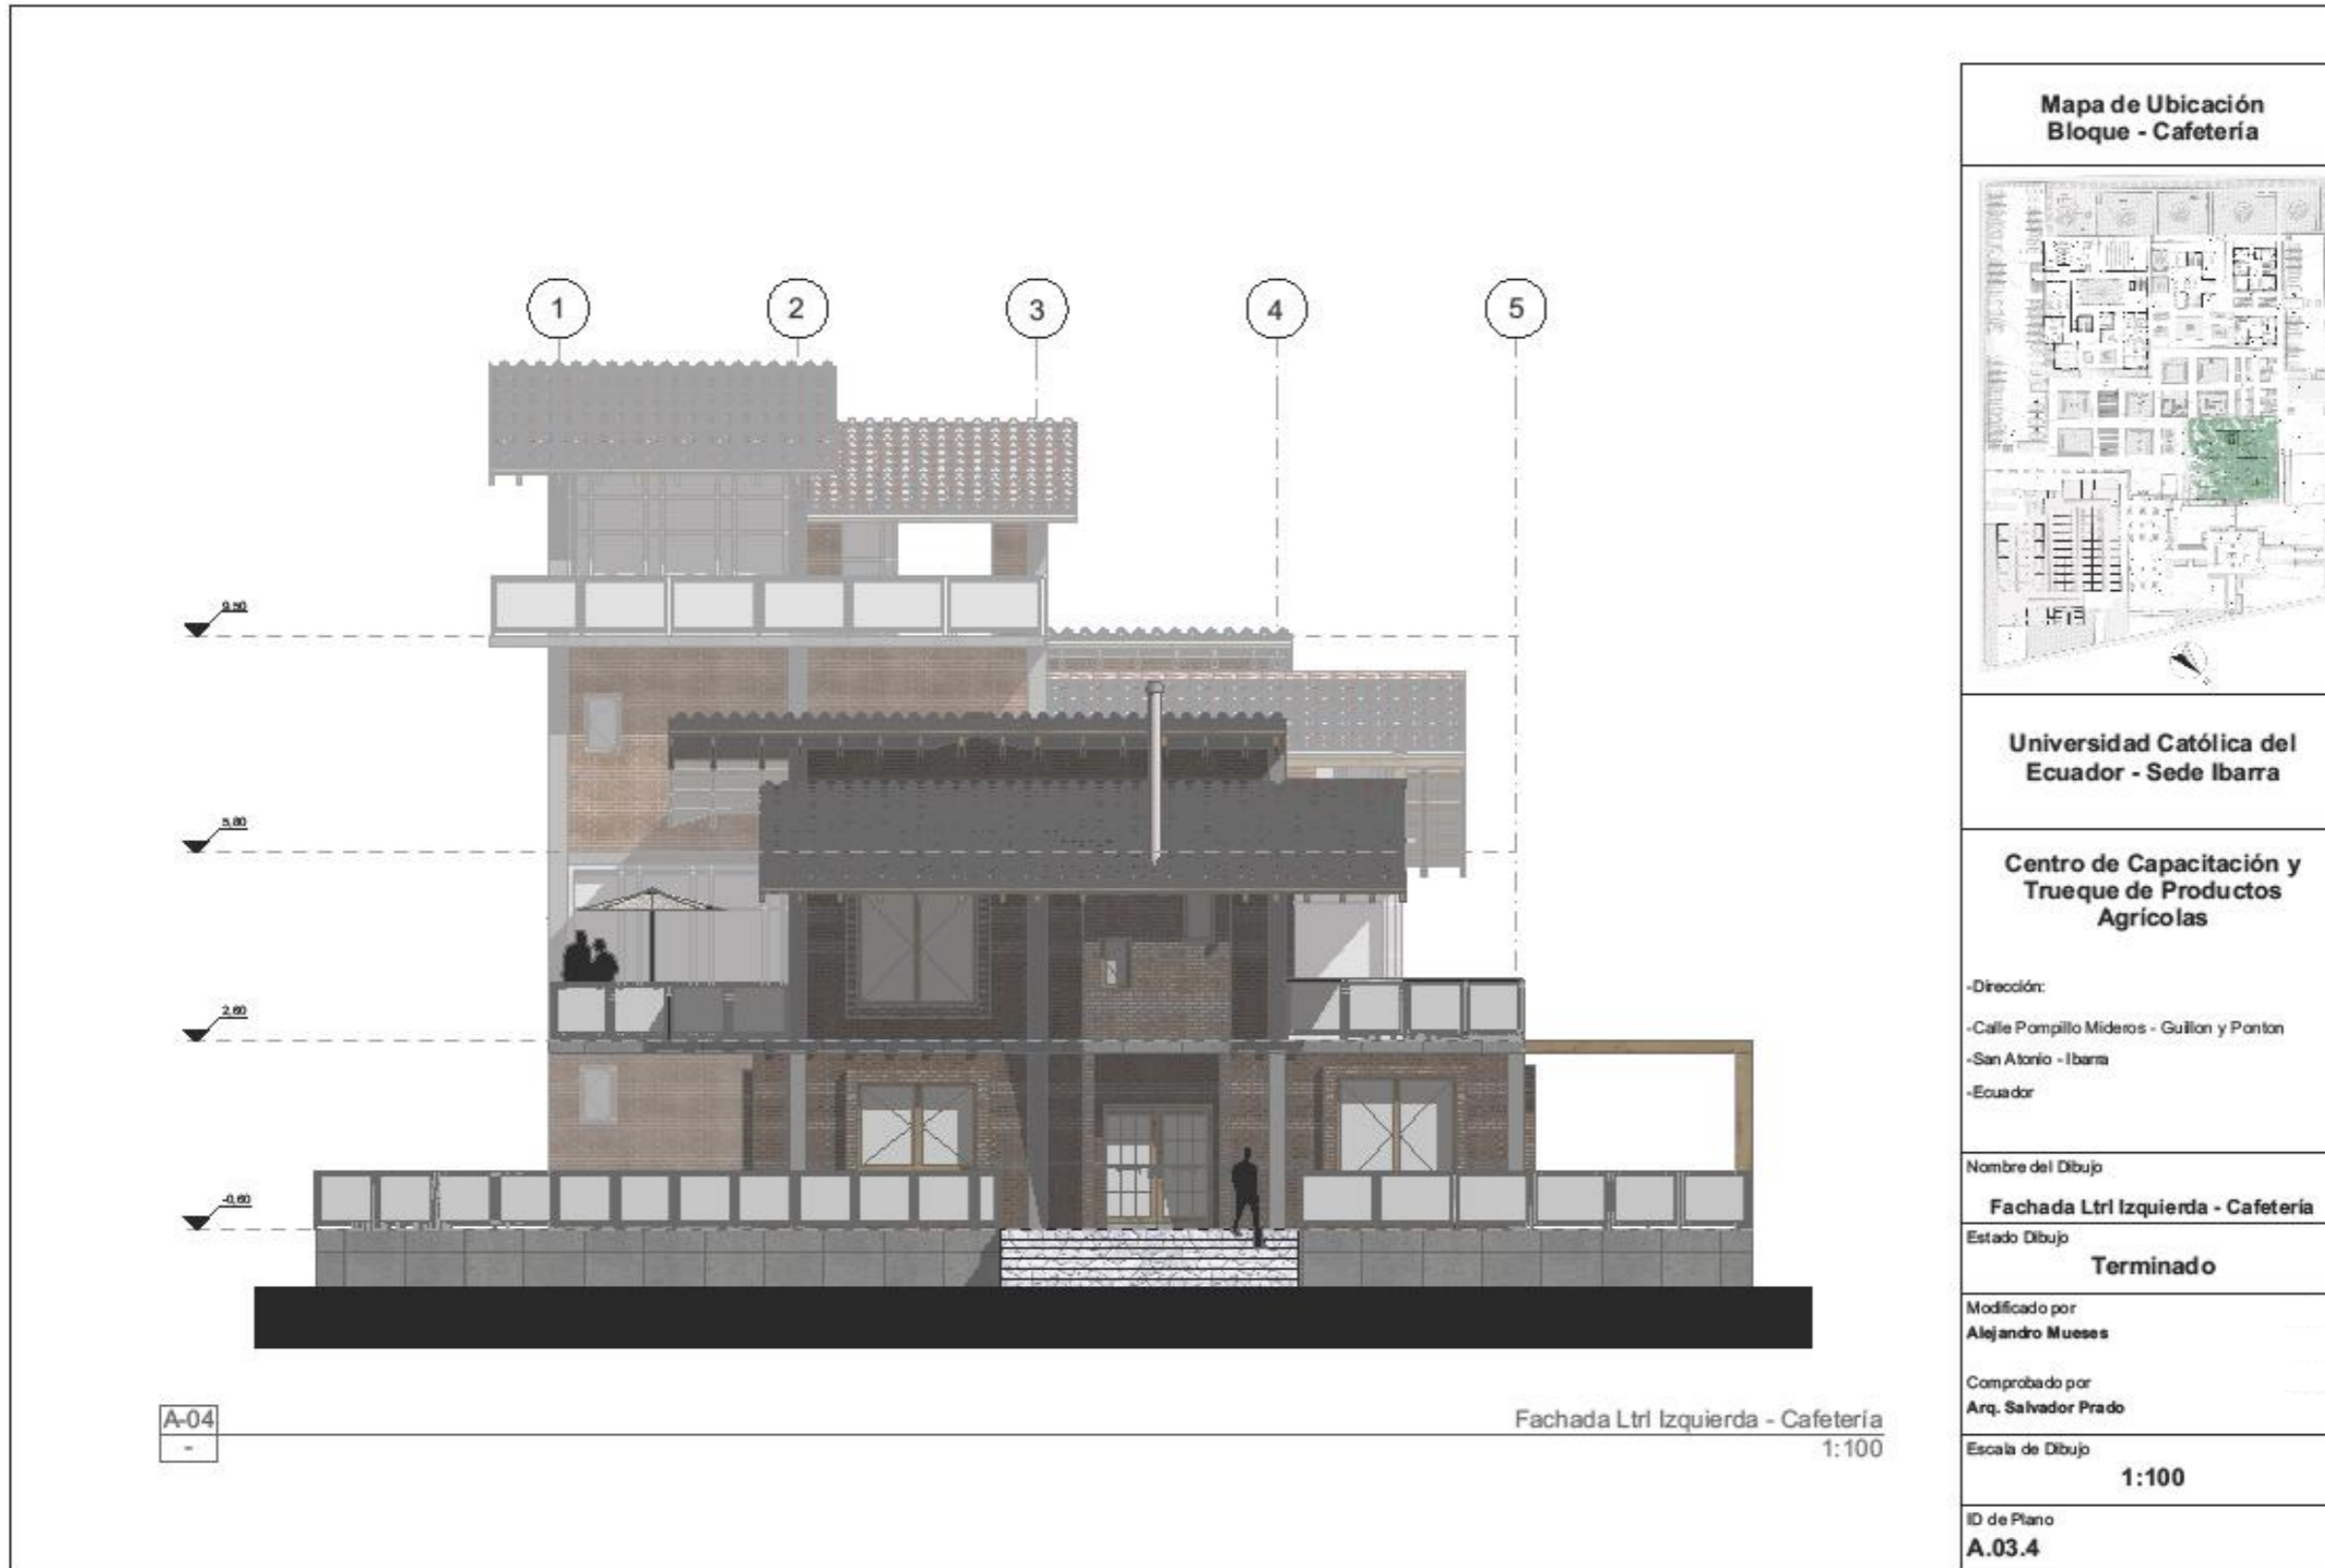 1
2
3
4
5
9,50
5,80
2,60
-0,60
A-04
-
Fachada Ltrl Izquierda - Cafetería
1:100
Mapa de Ubicación
Bloque - Cafetería
Universidad Católica del
Ecuador - Sede Ibarra
Centro de Capacitación y
Trueque de Productos
Agrícolas
-Dirección:
-Calle Pompillo Mideros - Guillon y Ponton
-San Atonio - Ibarra
-Ecuador
Nombre del Dibujo
Fachada Ltrl Izquierda - Cafetería
Estado Dibujo
Terminado
Modificado por
Alejandro Mueses
Comprobado por
Arq. Salvador Prado
Escala de Dibujo
1:100
ID de Plano
A.03.4